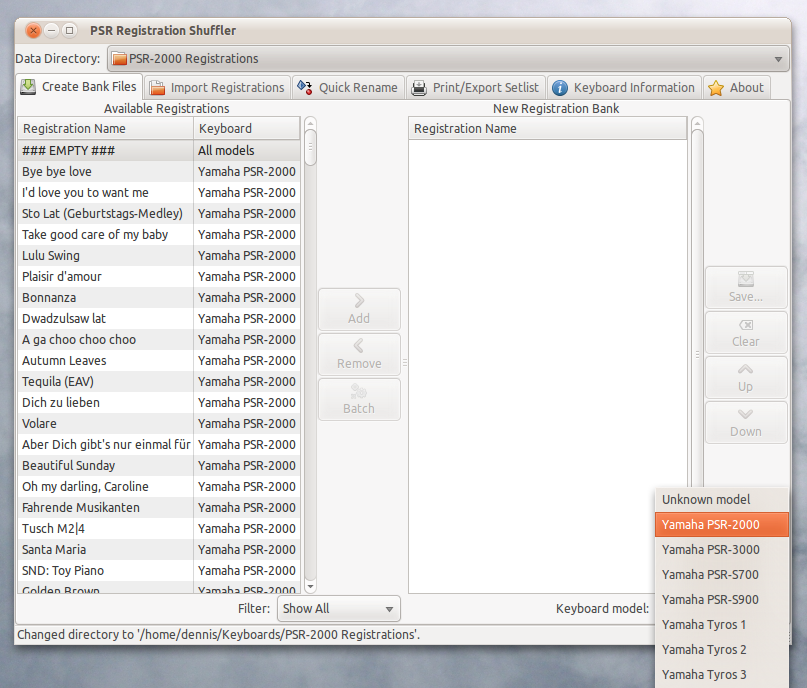 PSR Registration Shuffler
Data Directory: PSR-2000 Registrations
Create Bank Files Import Registrations Quick Rename Print/Export Setlist Keyboard Information About
Available Registrations New Registration Bank
Registration Name Keyboard Registration Name
### EMPTY ### All models
Bye bye love Yamaha PSR-2000
I'd love you to want me Yamaha PSR-2000
Sto Lat (Geburtstags-Medley) Yamaha PSR-2000
Take good care of my baby Yamaha PSR-2000
Lulu Swing Yamaha PSR-2000
Plaisir d'amour Yamaha PSR-2000
Bonnanza Yamaha PSR-2000
Dwadzulsaw lat Yamaha PSR-2000
A ga choo choo choo Yamaha PSR-2000
Autumn Leaves Yamaha PSR-2000
Tequila (EAV) Yamaha PSR-2000
Dich zu lieben Yamaha PSR-2000
Volare Yamaha PSR-2000
Aber Dich gibt's nur einmal für Yamaha PSR-2000
Beautiful Sunday Yamaha PSR-2000
Oh my darling, Caroline Yamaha PSR-2000
Fahrende Musikanten Yamaha PSR-2000
Tusch M2|4 Yamaha PSR-2000
Santa Maria Yamaha PSR-2000
SND: Toy Piano Yamaha PSR-2000
Golden Brown Yamaha PSR-2000
Add
Remove
Batch
Save...
Clear
Up
Down
Filter: Show All
Keyboard model:
Unknown model
Yamaha PSR-2000
Yamaha PSR-3000
Yamaha PSR-S700
Yamaha PSR-S900
Yamaha Tyros 1
Yamaha Tyros 2
Yamaha Tyros 3
Changed directory to '/home/dennis/Keyboards/PSR-2000 Registrations'.